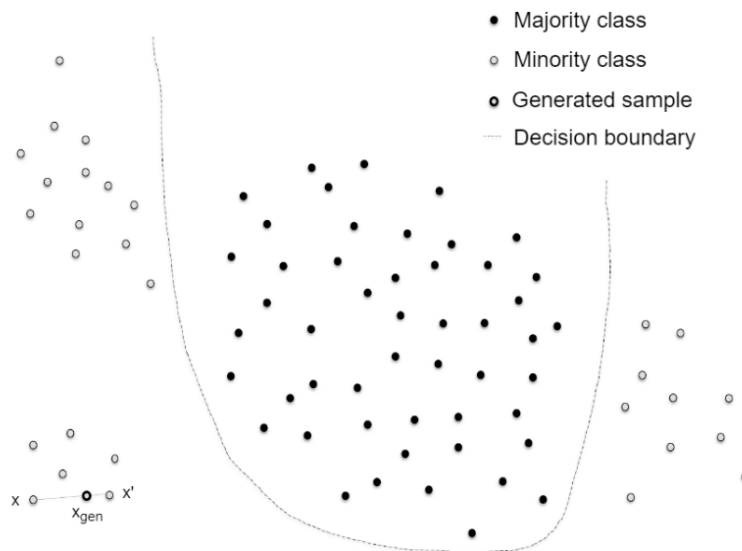 Majority class
Minority class
Generated sample
Decision boundary
x x'
xgen